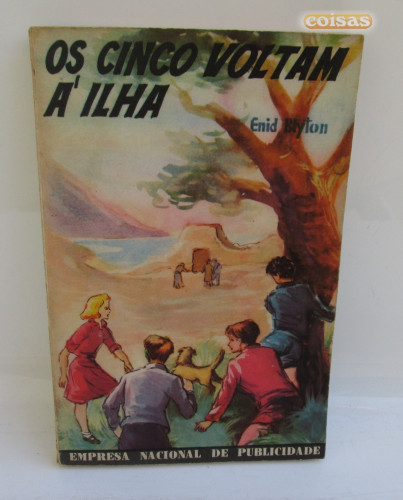 coisas
OS CINCO VOLTAM
À ILHA
Enid Blyton
EMPRESA NACIONAL DE PUBLICIDADE